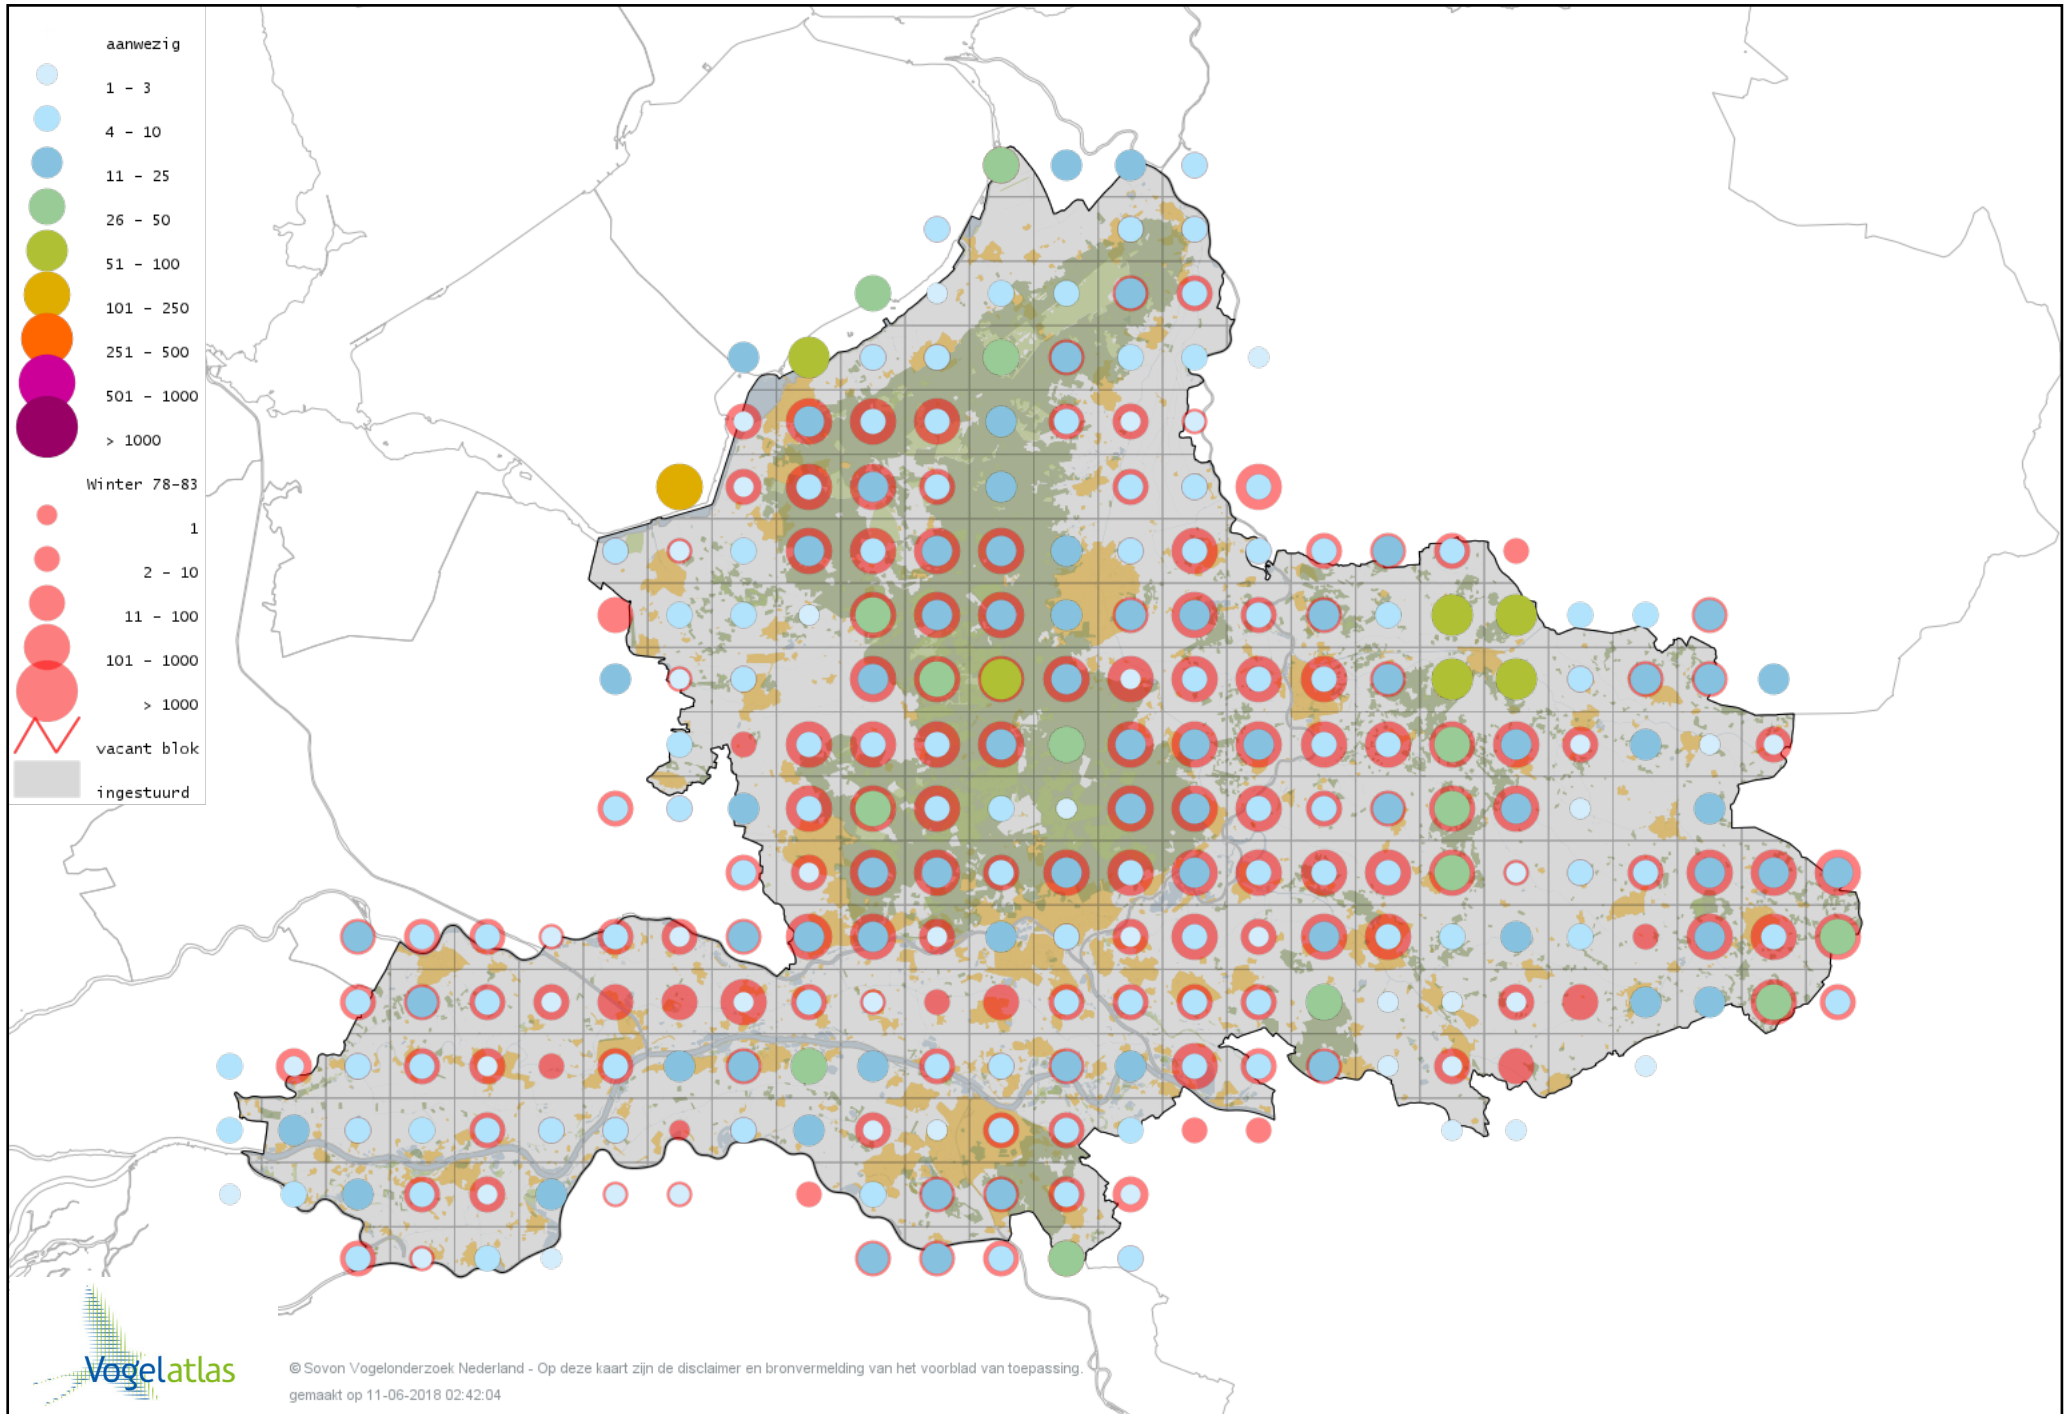 aanwezig
1 – 3
4 – 10
11 – 25
26 – 50
51 – 100
101 – 250
251 – 500
501 – 1000
> 1000
Winter 78-83
1
2 – 10
11 – 100
101 – 1000
> 1000
vacant blok
ingestuurd
Vogelatlas
© Sovon Vogelonderzoek Nederland - Op deze kaart zijn de disclaimer en bronvermelding van het voorblad van toepassing.
gemaakt op 11-06-2018 02:42:04